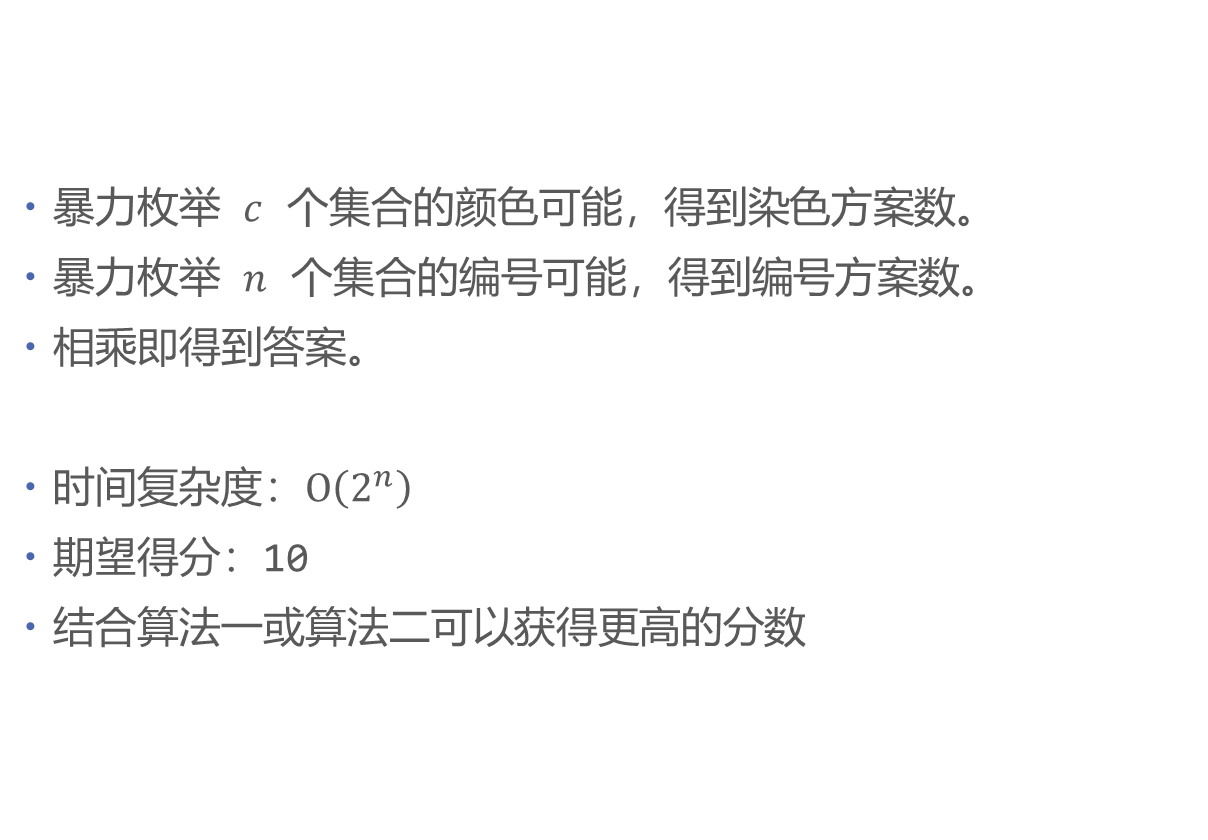 • 暴力枚举 c 个集合的颜色可能，得到染色方案数。
• 暴力枚举 n 个集合的编号可能，得到编号方案数。
• 相乘即得到答案。
• 时间复杂度：O(2ⁿ)
• 期望得分：10
• 结合算法一或算法二可以获得更高的分数